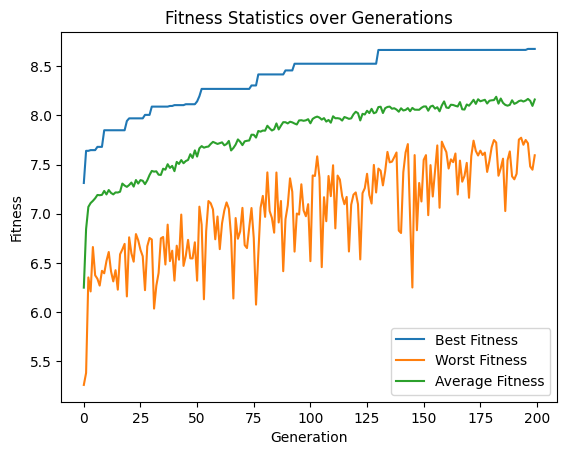 Fitness Statistics over Generations
Fitness
8.5
8.0
7.5
7.0
6.5
6.0
5.5
0 25 50 75 100 125 150 175 200
Generation
Best Fitness
Worst Fitness
Average Fitness